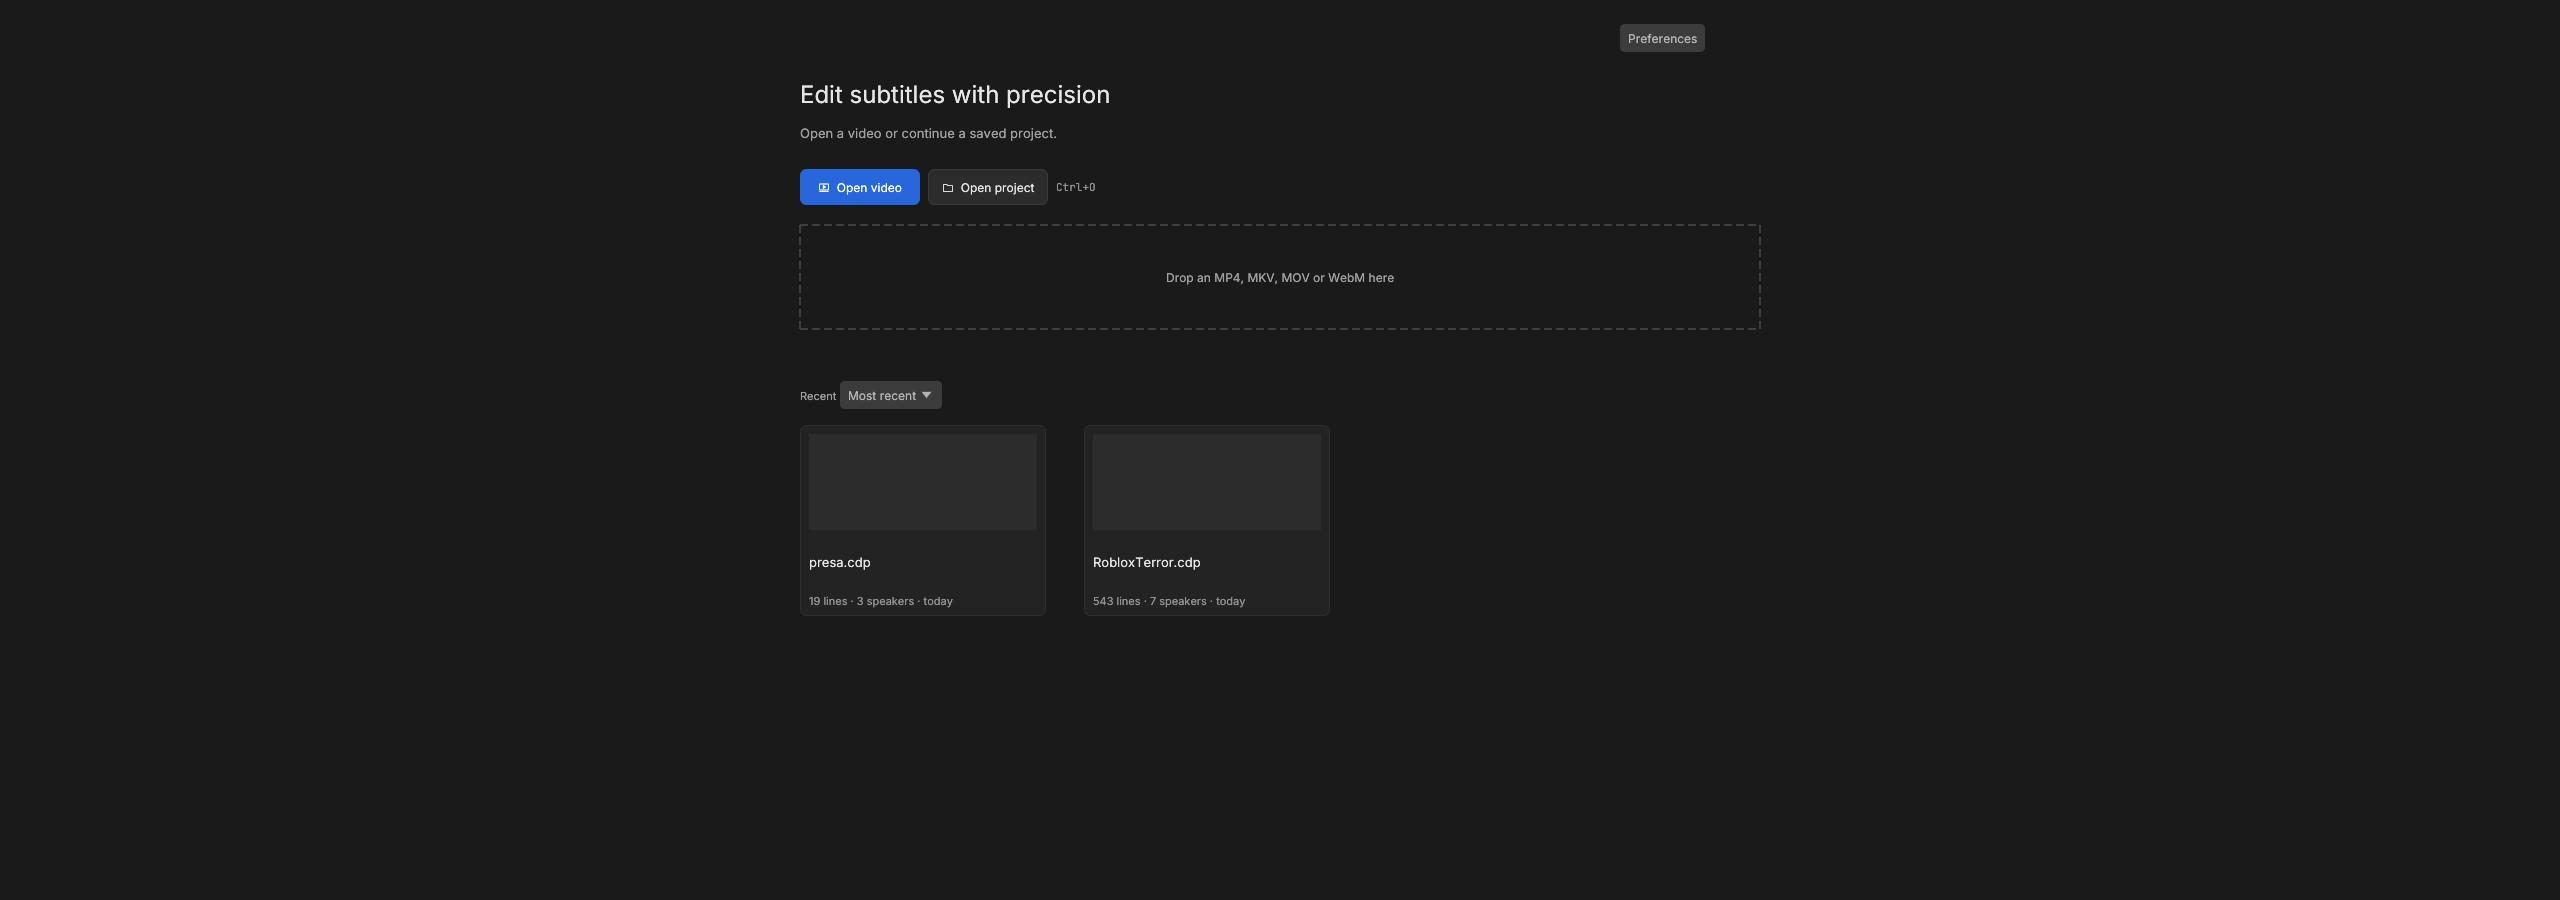 Preferences
Edit subtitles with precision
Open a video or continue a saved project.
Open video
Open project
Ctrl+O
Drop an MP4, MKV, MOV or WebM here
Recent
Most recent
presa.cdp
19 lines · 3 speakers · today
RobloxTerror.cdp
543 lines · 7 speakers · today